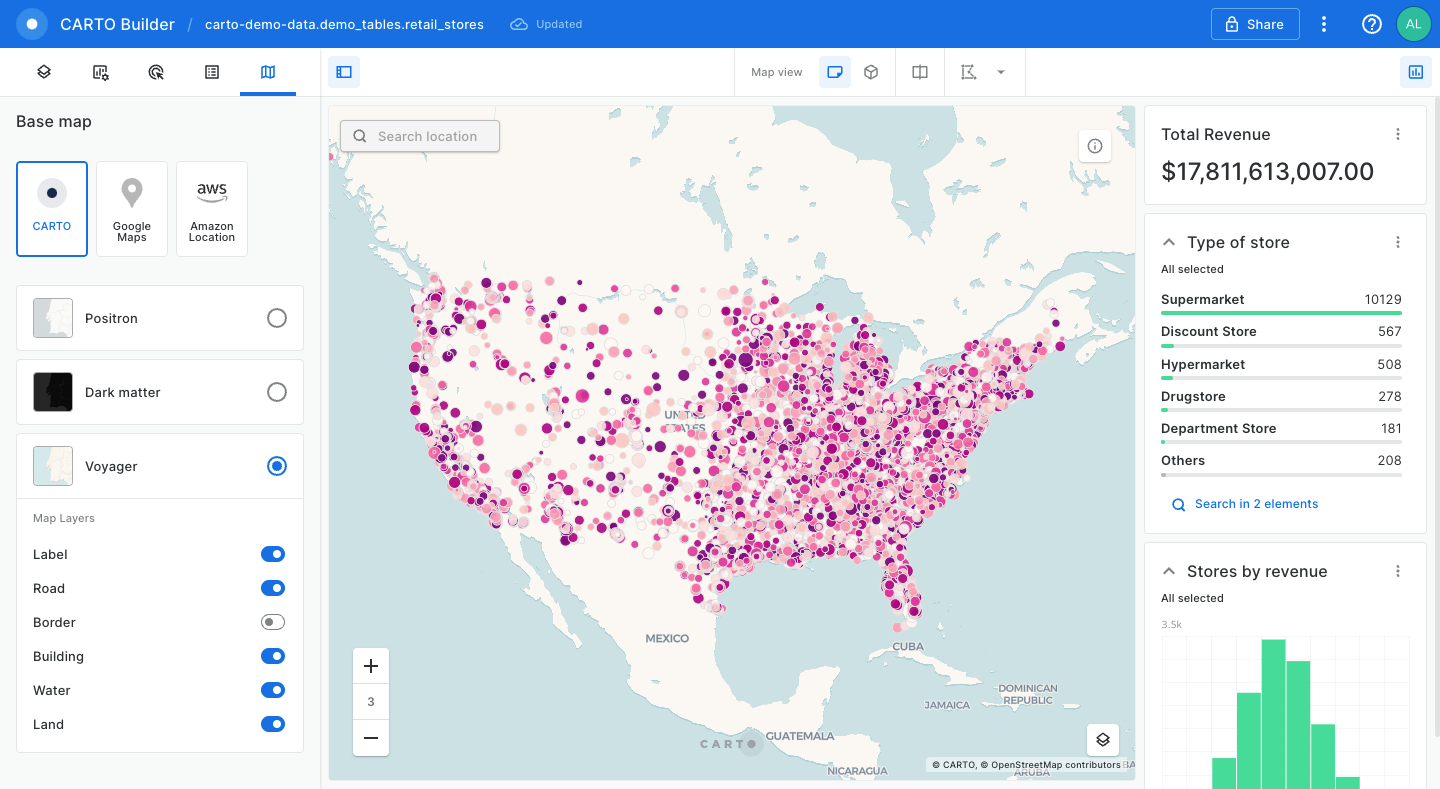 CARTO Builder / carto-demo-data.demo_tables.retail_stores Updated
Share
AL
Map view
Base map
CARTO
Google
Maps
aws
Amazon
Location
Positron
Dark matter
Voyager
Map Layers
Label
Road
Border
Building
Water
Land
Search location
UNITED
STATES
MEXICO
CUBA
DOMINICAN
REPUBLIC
JAMAICA
GUATEMALA
NICARAGUA
ARUBA
BA
+
3
−
CARTO
© CARTO, © OpenStreetMap contributors
Total Revenue
$17,811,613,007.00
Type of store
All selected
Supermarket 10129
Discount Store 567
Hypermarket 508
Drugstore 278
Department Store 181
Others 208
Search in 2 elements
Stores by revenue
All selected
3.5k